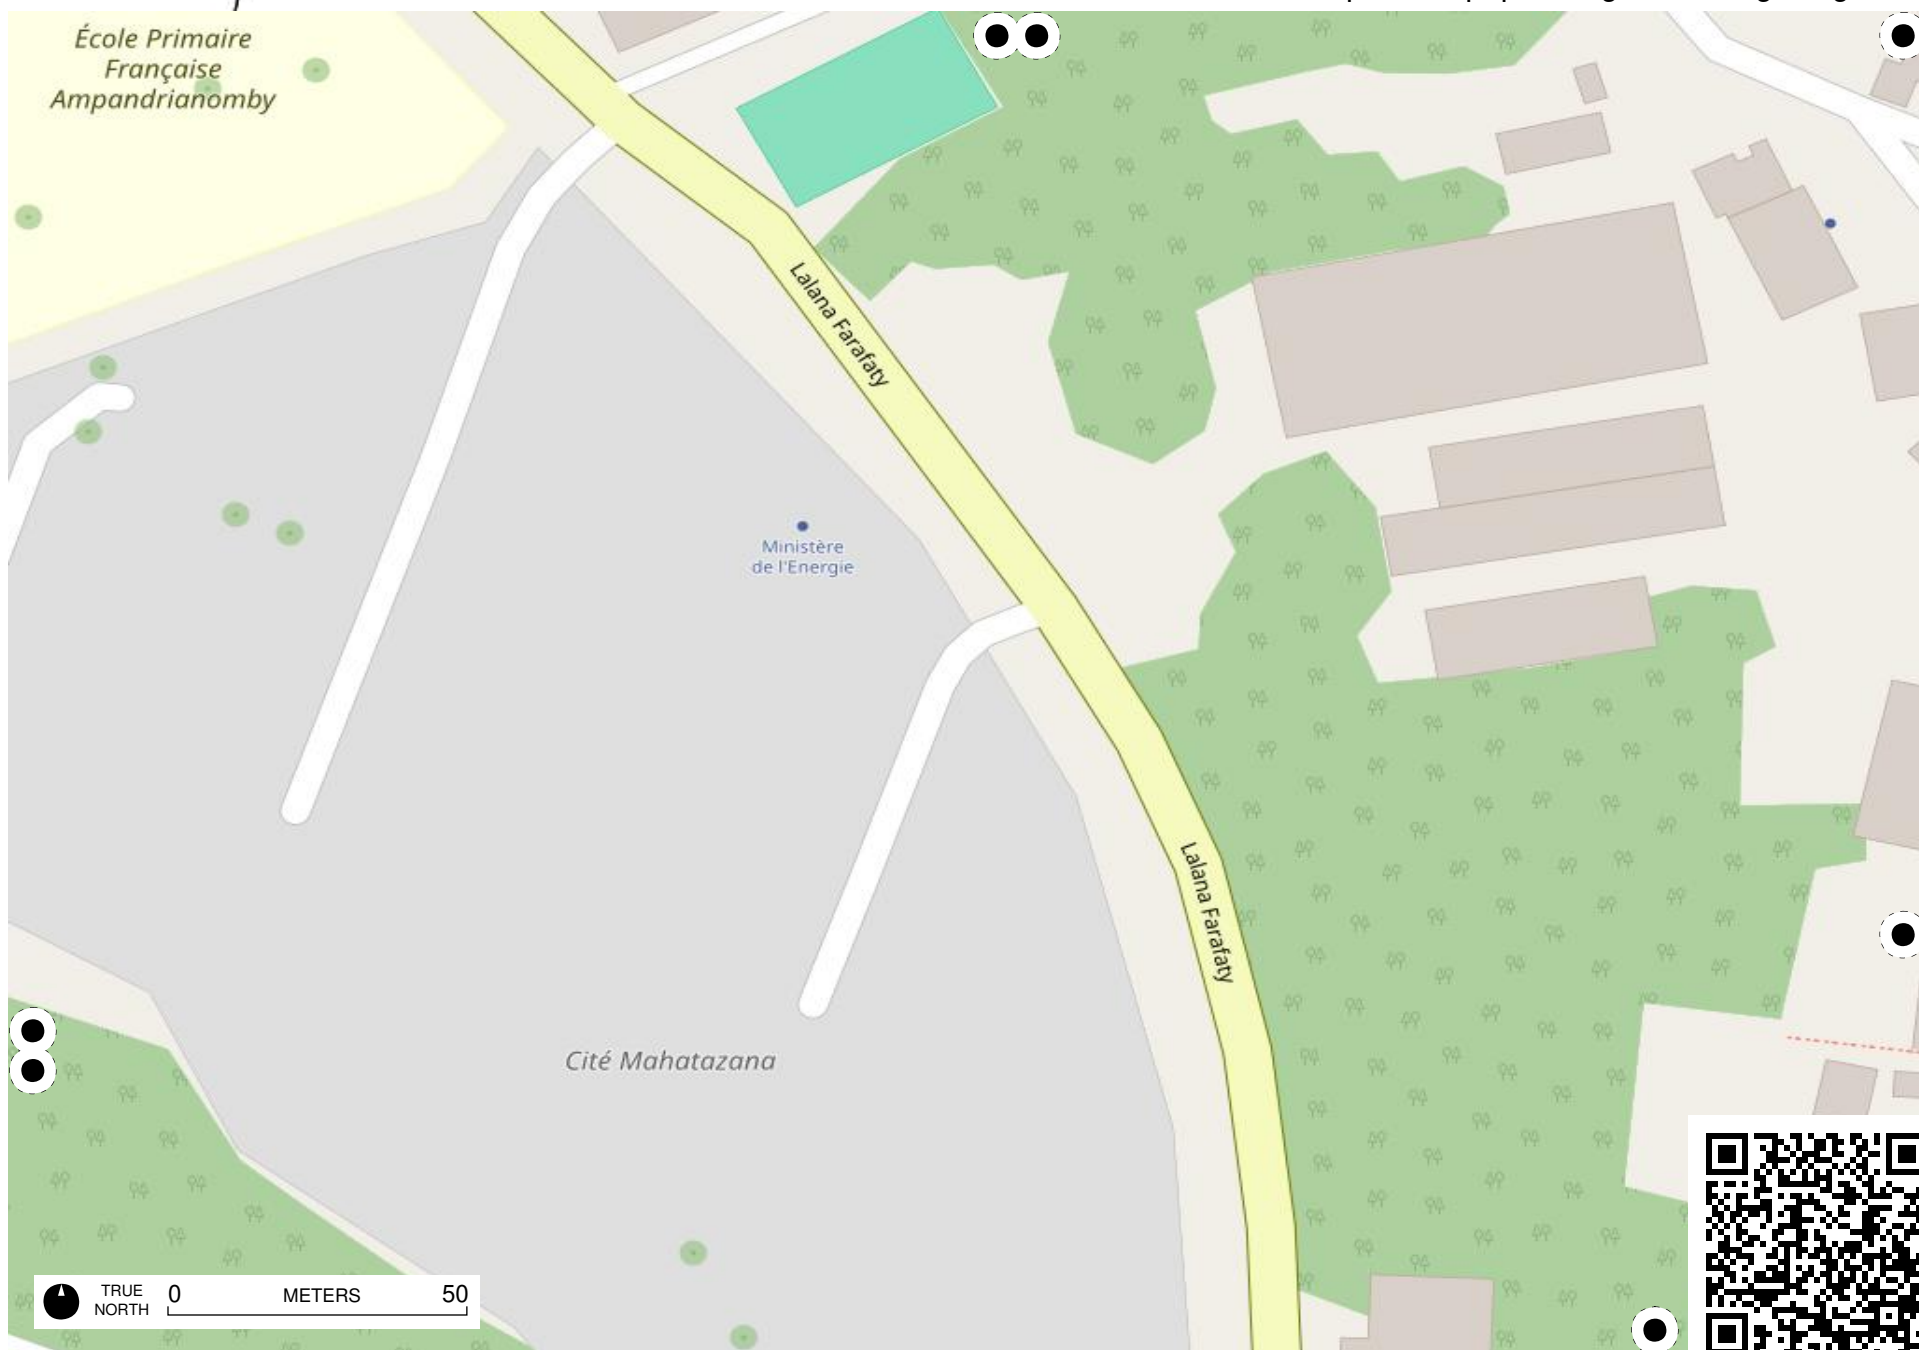 École Primaire
Française
Ampandrianomby
Lalana Farafaty
Ministère
de l'Energie
Lalana Farafaty
Cité Mahatazana
TRUE
NORTH
0 METERS 50